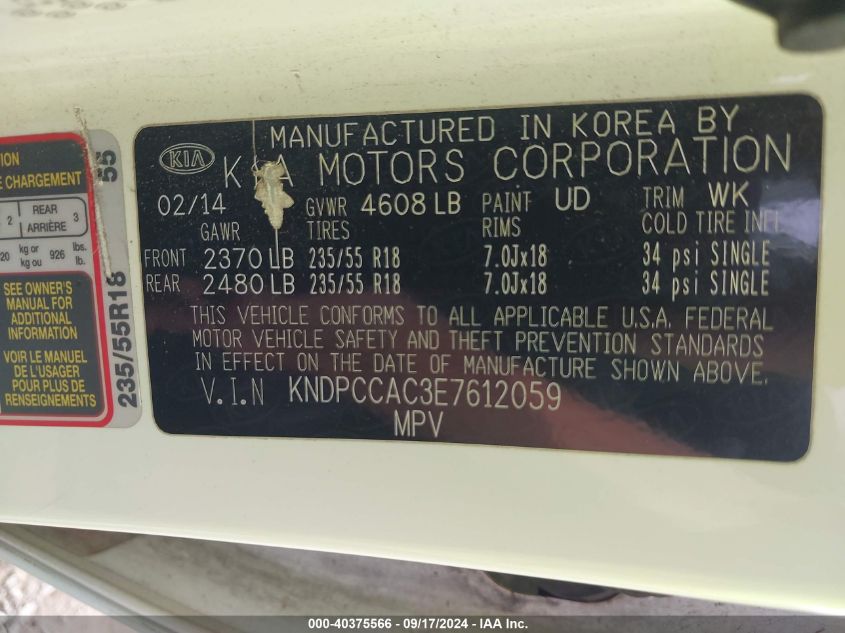 MANUFACTURED IN KOREA BY
KIA K A MOTORS CORPORATION
02/14 GVWR 4608 LB PAINT UD TRIM WK
GAWR TIRES RIMS COLD TIRE INFL
FRONT 2370 LB 235/55 R18 7.0Jx18 34 psi SINGLE
REAR 2480 LB 235/55 R18 7.0Jx18 34 psi SINGLE
THIS VEHICLE CONFORMS TO ALL APPLICABLE U.S.A. FEDERAL
MOTOR VEHICLE SAFETY AND THEFT PREVENTION STANDARDS
IN EFFECT ON THE DATE OF MANUFACTURE SHOWN ABOVE.
V.I.N KNDPCCAC3E7612059
MPV
CHARGEMENT
2 REAR ARRIÈRE 3
kg or kg ou 926 lbs. lb.
SEE OWNER'S
MANUAL FOR
ADDITIONAL
INFORMATION
VOIR LE MANUEL
DE L'USAGER
POUR PLUS DE
RENSEIGNEMENTS
235/55R18
55
000-40375566 - 09/17/2024 - IAA Inc.